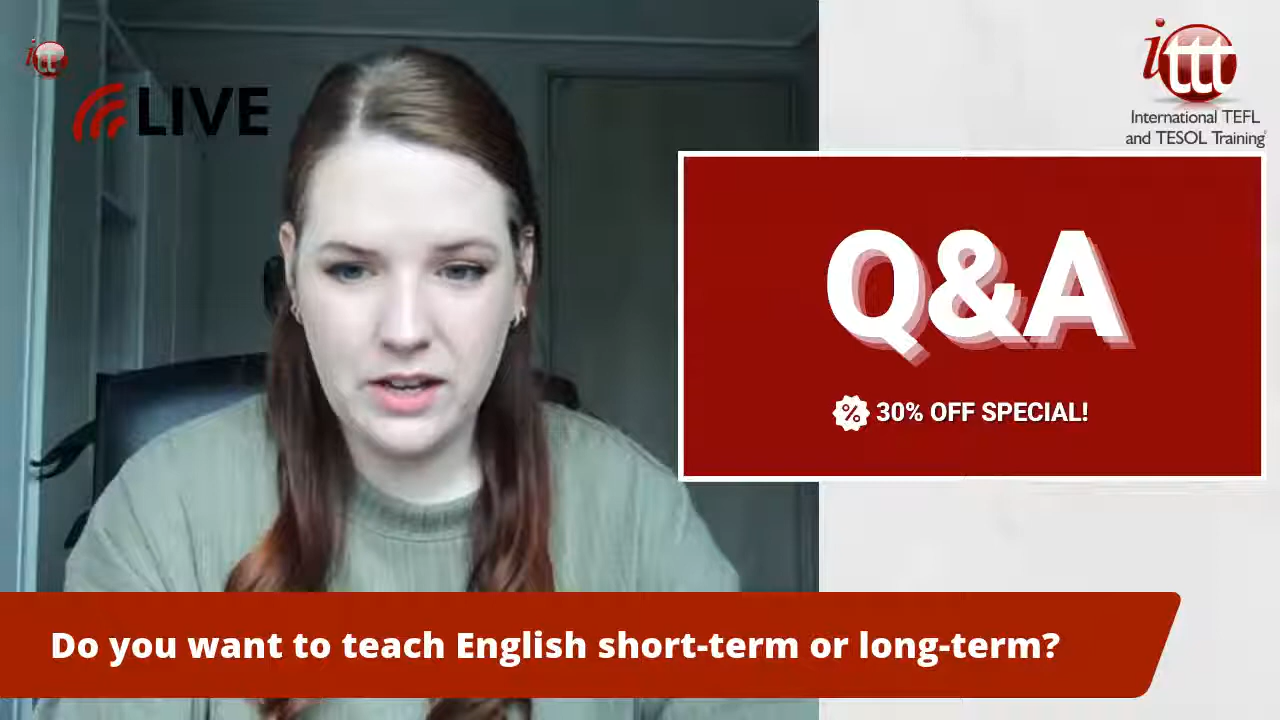 ittt
LIVE
ittt
International TEFL
and TESOL Training
Q&A
% 30% OFF SPECIAL!
Do you want to teach English short-term or long-term?